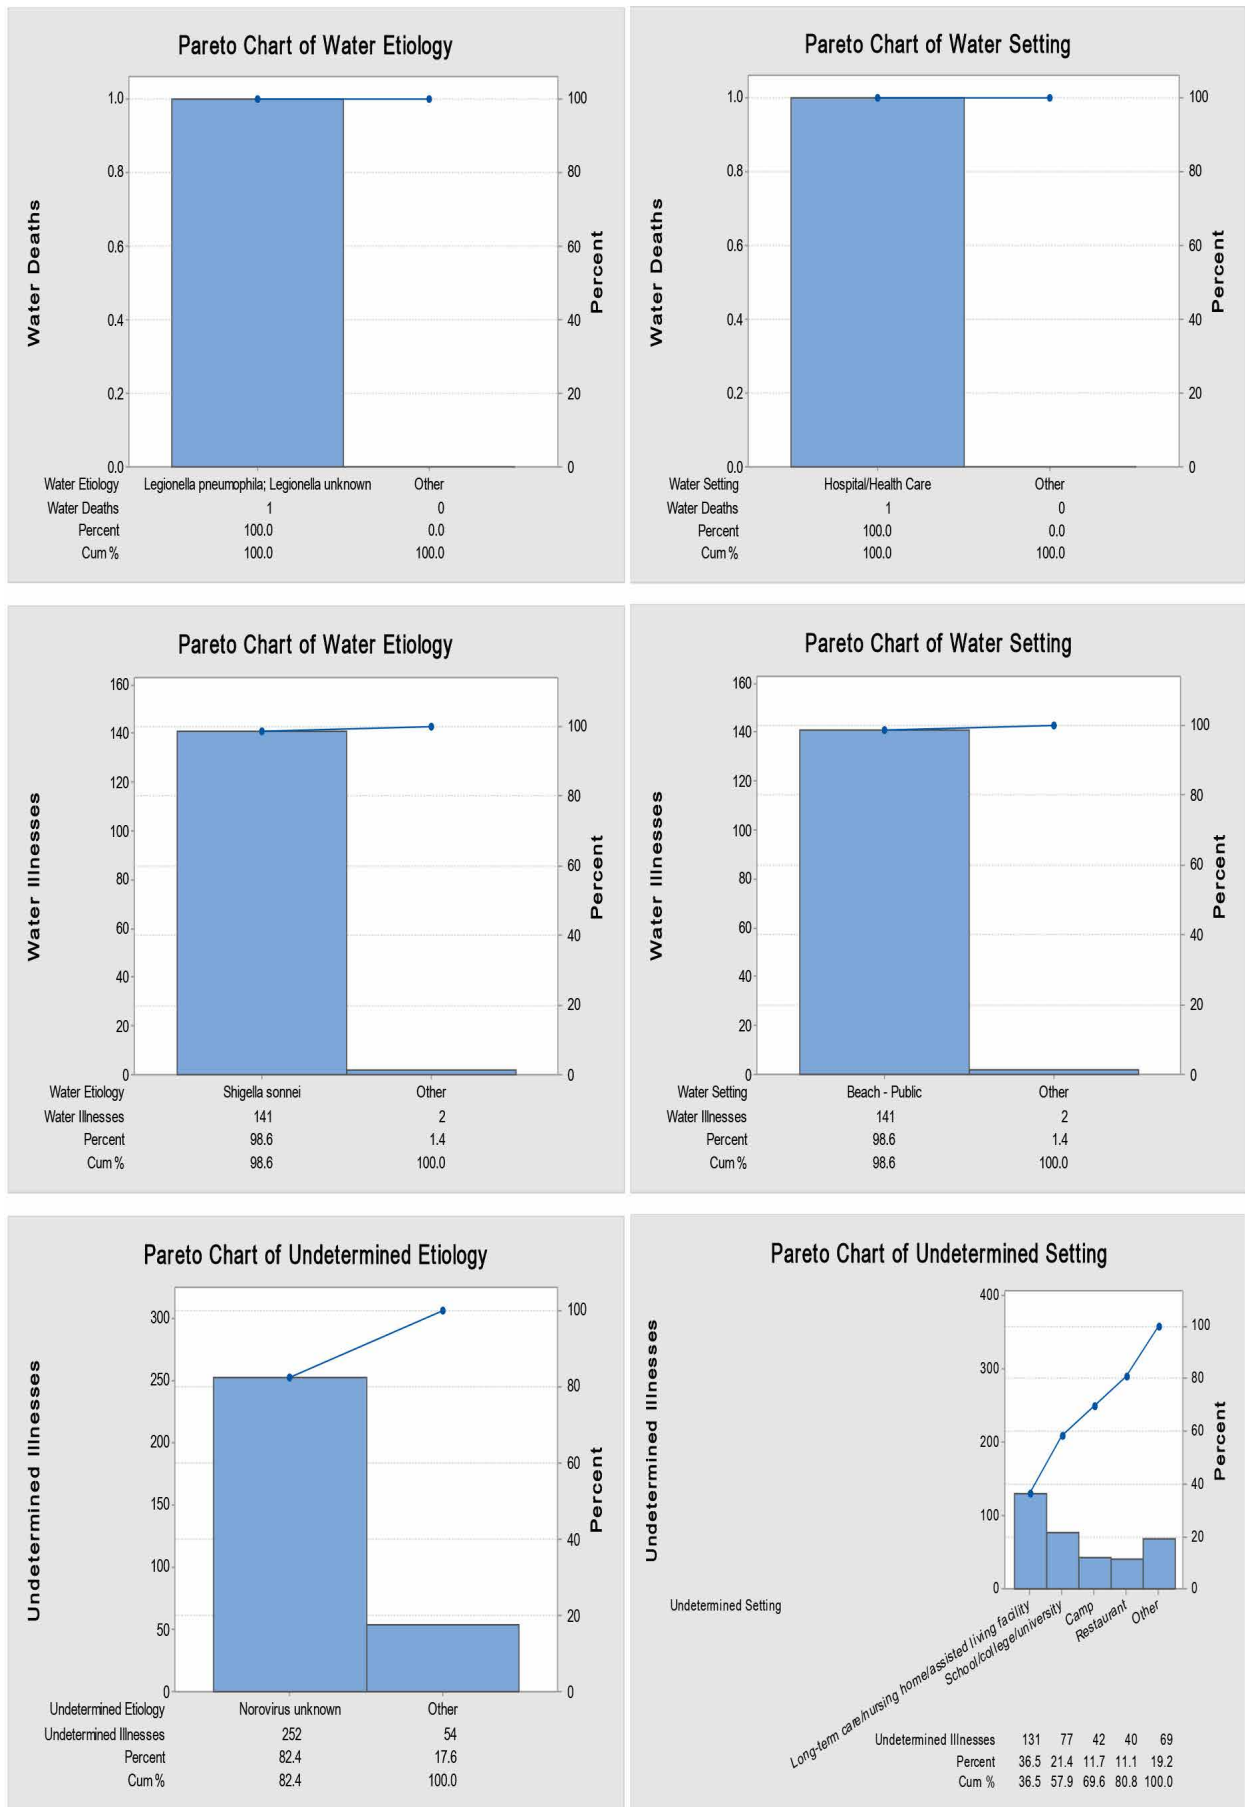 Pareto Chart of Water Etiology
Water Deaths
1.0
0.8
0.6
0.4
0.2
0.0
100
80
60
40
20
0
Percent
Water Etiology Legionella pneumophila; Legionella unknown Other
Water Deaths 1 0
Percent 100.0 0.0
Cum % 100.0 100.0
Pareto Chart of Water Setting
Water Deaths
1.0
0.8
0.6
0.4
0.2
0.0
100
80
60
40
20
0
Percent
Water Setting Hospital/Health Care Other
Water Deaths 1 0
Percent 100.0 0.0
Cum % 100.0 100.0
Pareto Chart of Water Etiology
Water Illnesses
160
140
120
100
80
60
40
20
0
100
80
60
40
20
0
Percent
Water Etiology Shigella sonnei Other
Water Illnesses 141 2
Percent 98.6 1.4
Cum % 98.6 100.0
Pareto Chart of Water Setting
Water Illnesses
160
140
120
100
80
60
40
20
0
100
80
60
40
20
0
Percent
Water Setting Beach - Public Other
Water Illnesses 141 2
Percent 98.6 1.4
Cum % 98.6 100.0
Pareto Chart of Undetermined Etiology
Undetermined Illnesses
300
250
200
150
100
50
0
100
80
60
40
20
0
Percent
Undetermined Etiology Norovirus unknown Other
Undetermined Illnesses 252 54
Percent 82.4 17.6
Cum % 82.4 100.0
Pareto Chart of Undetermined Setting
Undetermined Illnesses
400
300
200
100
0
100
80
60
40
20
0
Percent
Undetermined Setting
Long-term care/nursing home/assisted living facility
School/college/university
Camp
Restaurant
Other
Undetermined Illnesses 131 77 42 40 69
Percent 36.5 21.4 11.7 11.1 19.2
Cum % 36.5 57.9 69.6 80.8 100.0